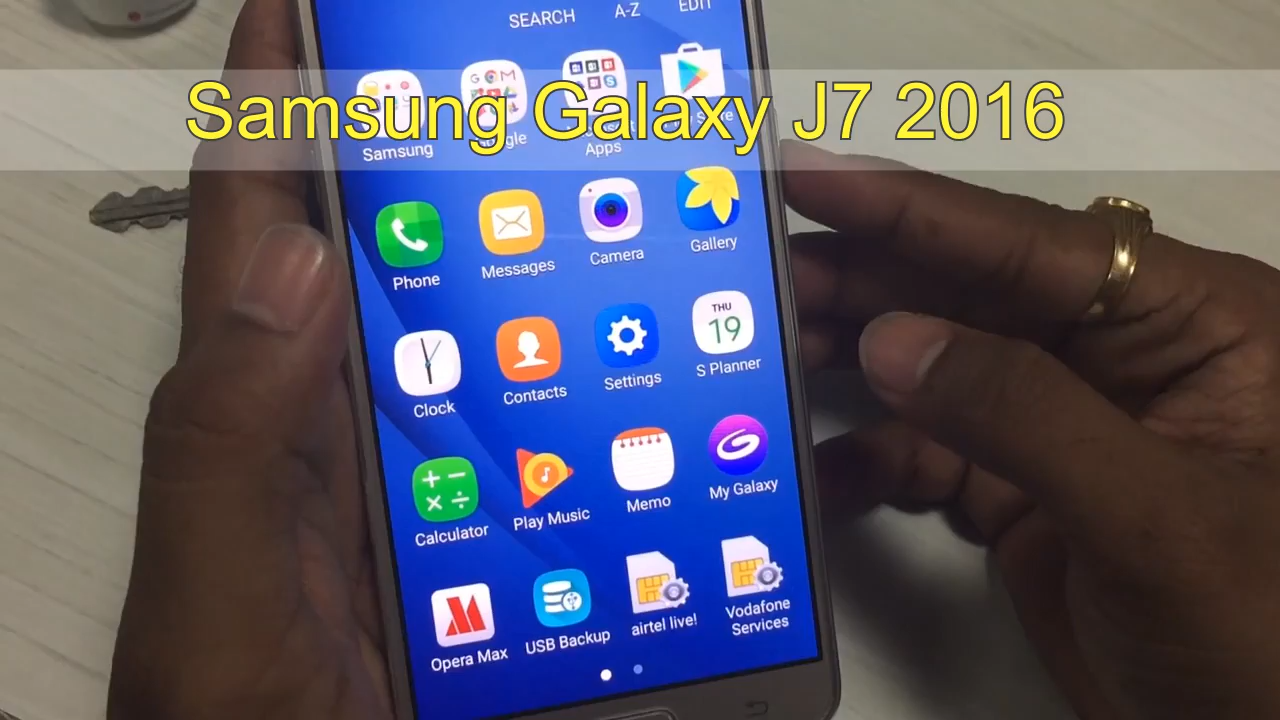 SEARCH A-Z EDIT
Samsung Galaxy J7 2016
Samsung
Apps
Phone Messages Camera Gallery
THU
19
Clock Contacts Settings S Planner
Calculator Play Music Memo My Galaxy
Opera Max USB Backup airtel live! Vodafone
Services